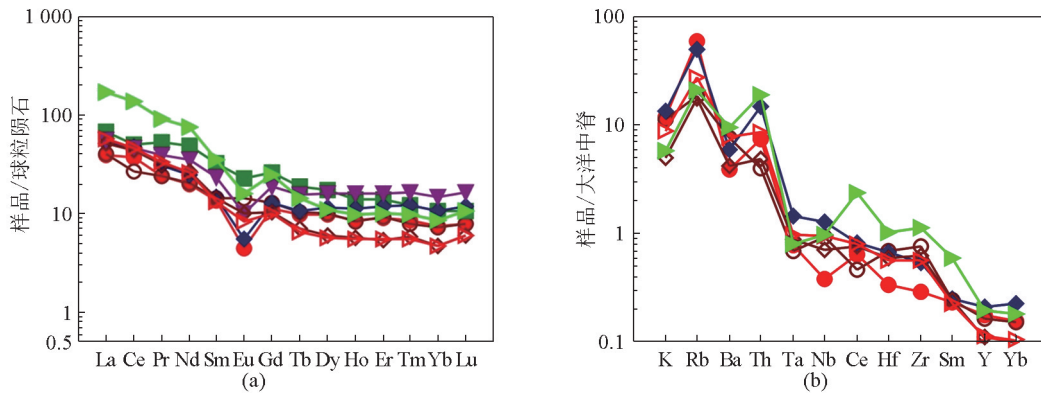 1 000
100
10
1
0.5
样品/球粒陨石
La Ce Pr Nd Sm Eu Gd Tb Dy Ho Er Tm Yb Lu
(a)
100
10
1
0.1
样品/大洋中脊
K Rb Ba Th Ta Nb Ce Hf Zr Sm Y Yb
(b)